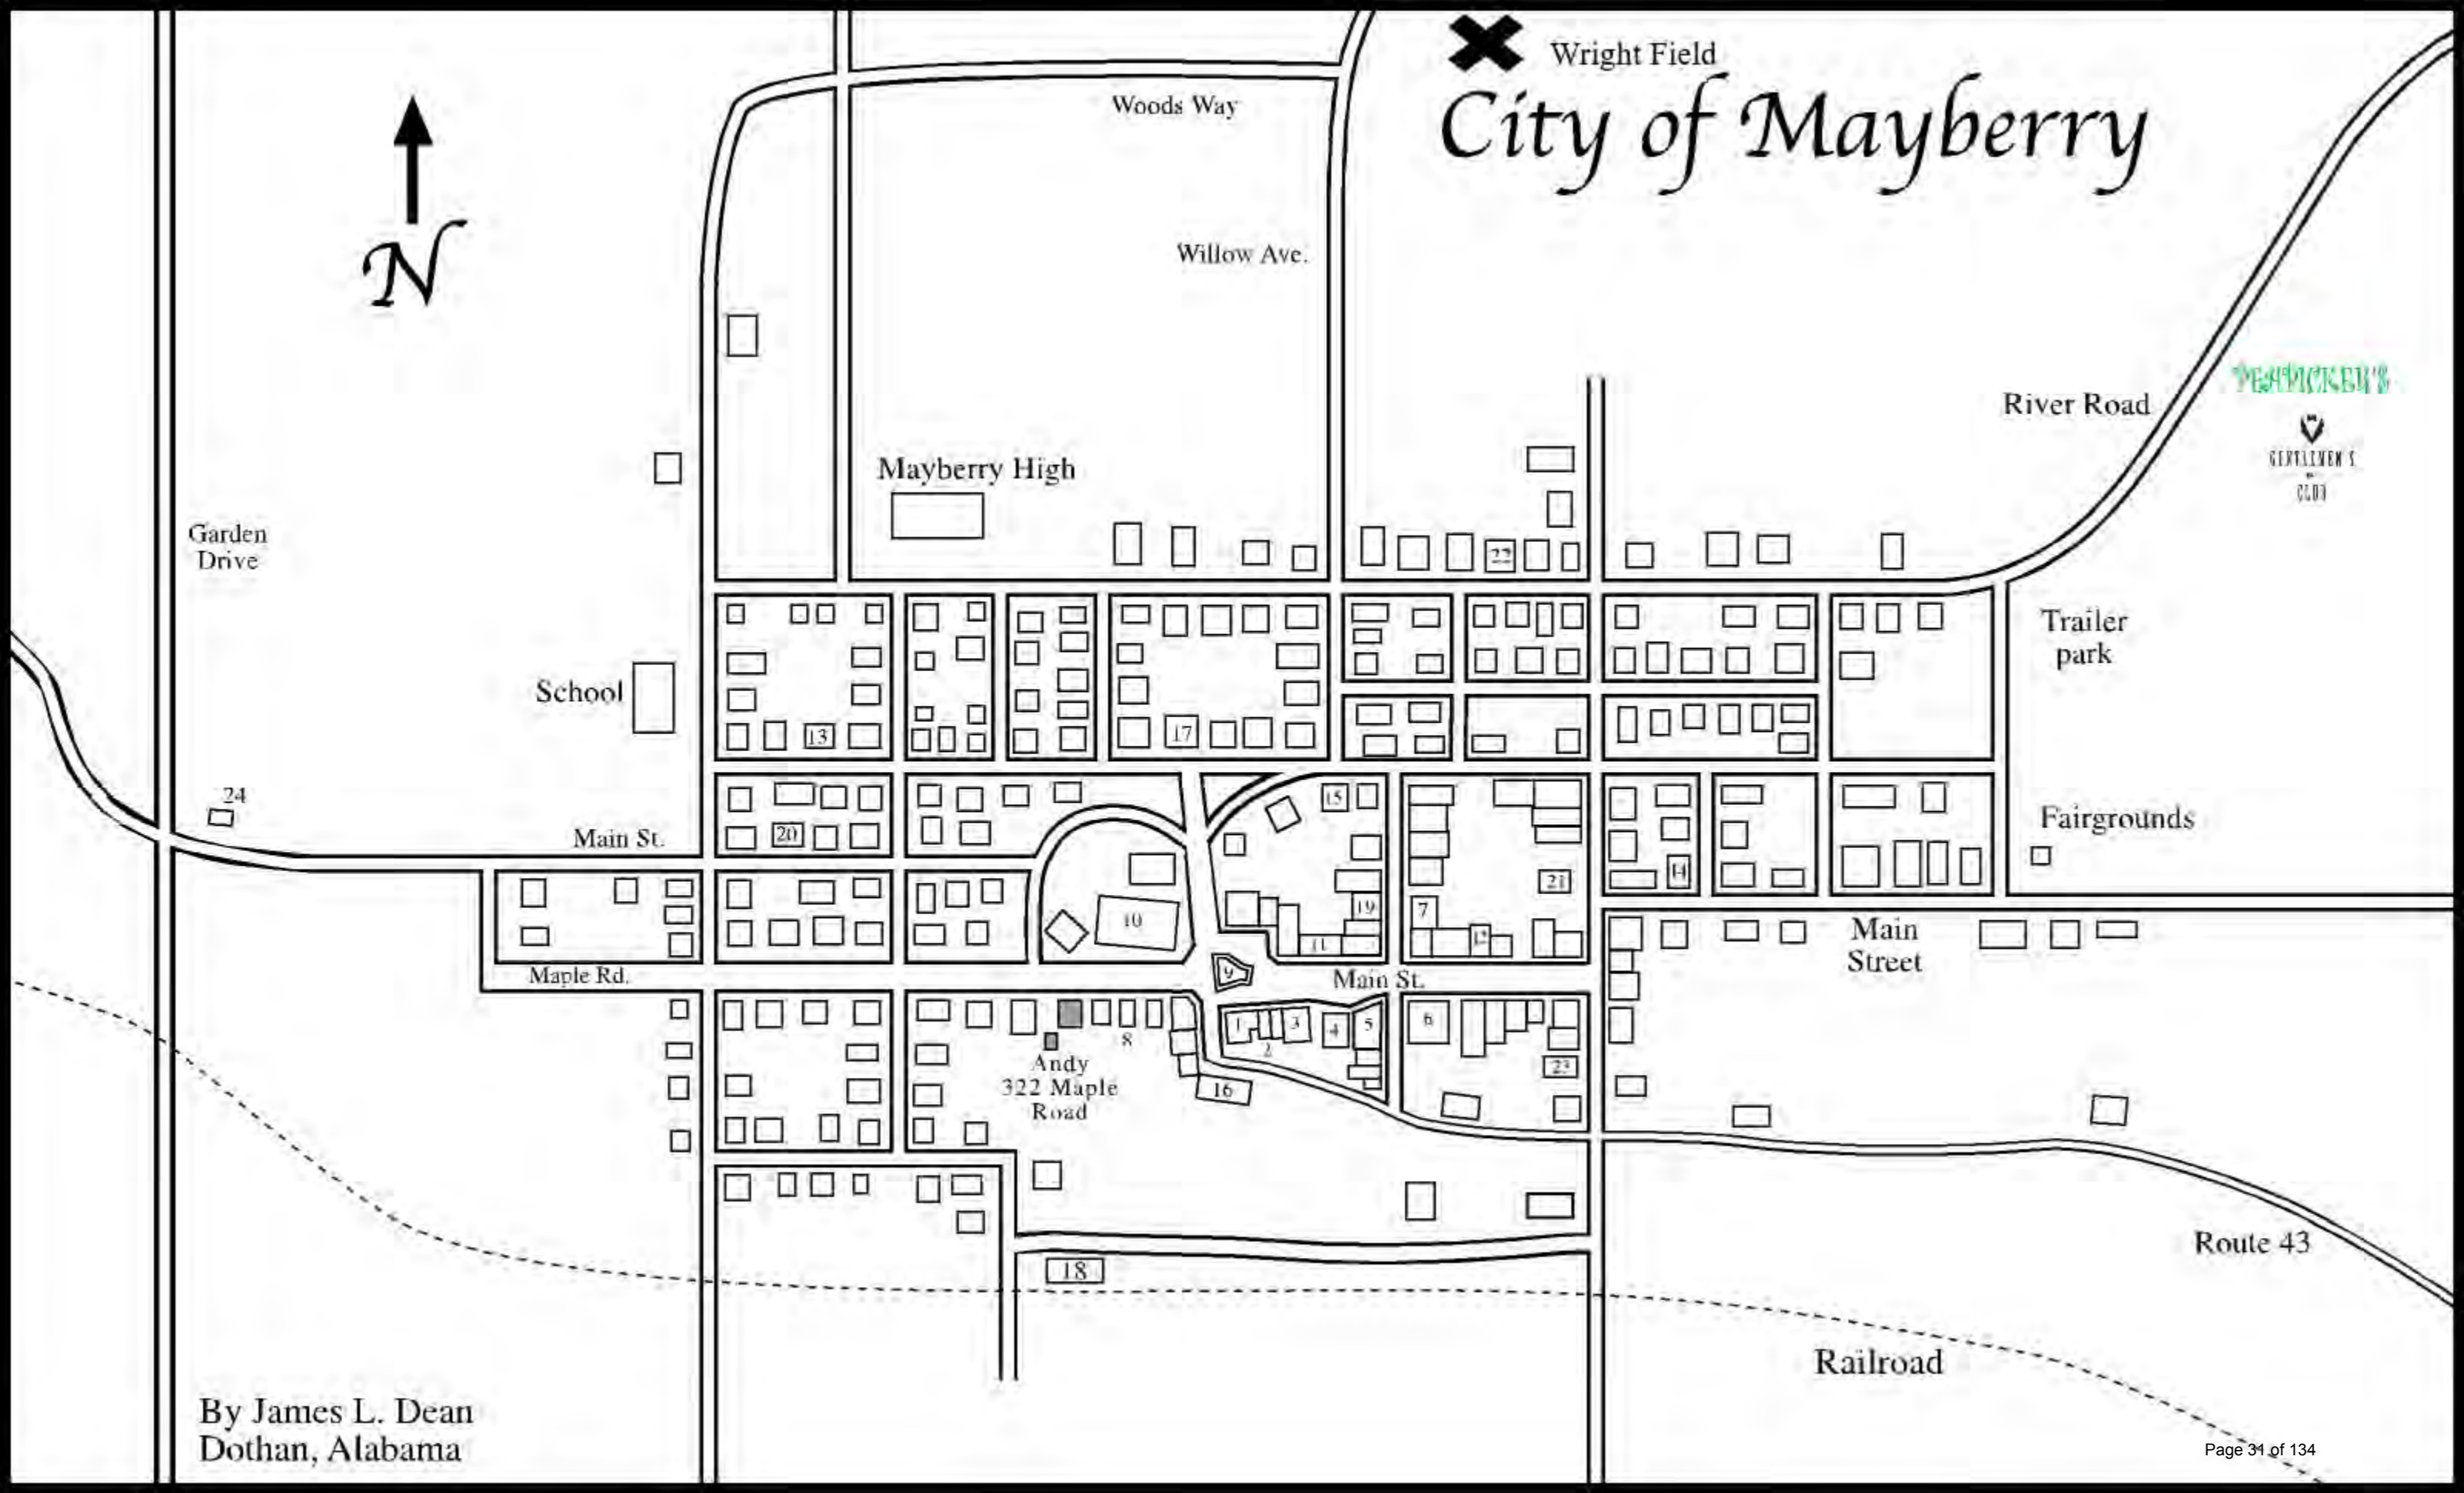 Wright Field
City of Mayberry
Woods Way
N
Willow Ave.
PEAPICKER'S
River Road
GENTLEMEN'S
CLUB
Mayberry High
Garden
Drive
22
Trailer
park
School
13
17
24
15
Fairgrounds
Main St.
20
14
21
19
7
10
Main
Street
12
11
9
Maple Rd.
Main St.
6
1
3
4
5
8
2
Andy
322 Maple
Road
23
16
Route 43
18
Railroad
By James L. Dean
Dothan, Alabama
Page 31 of 134